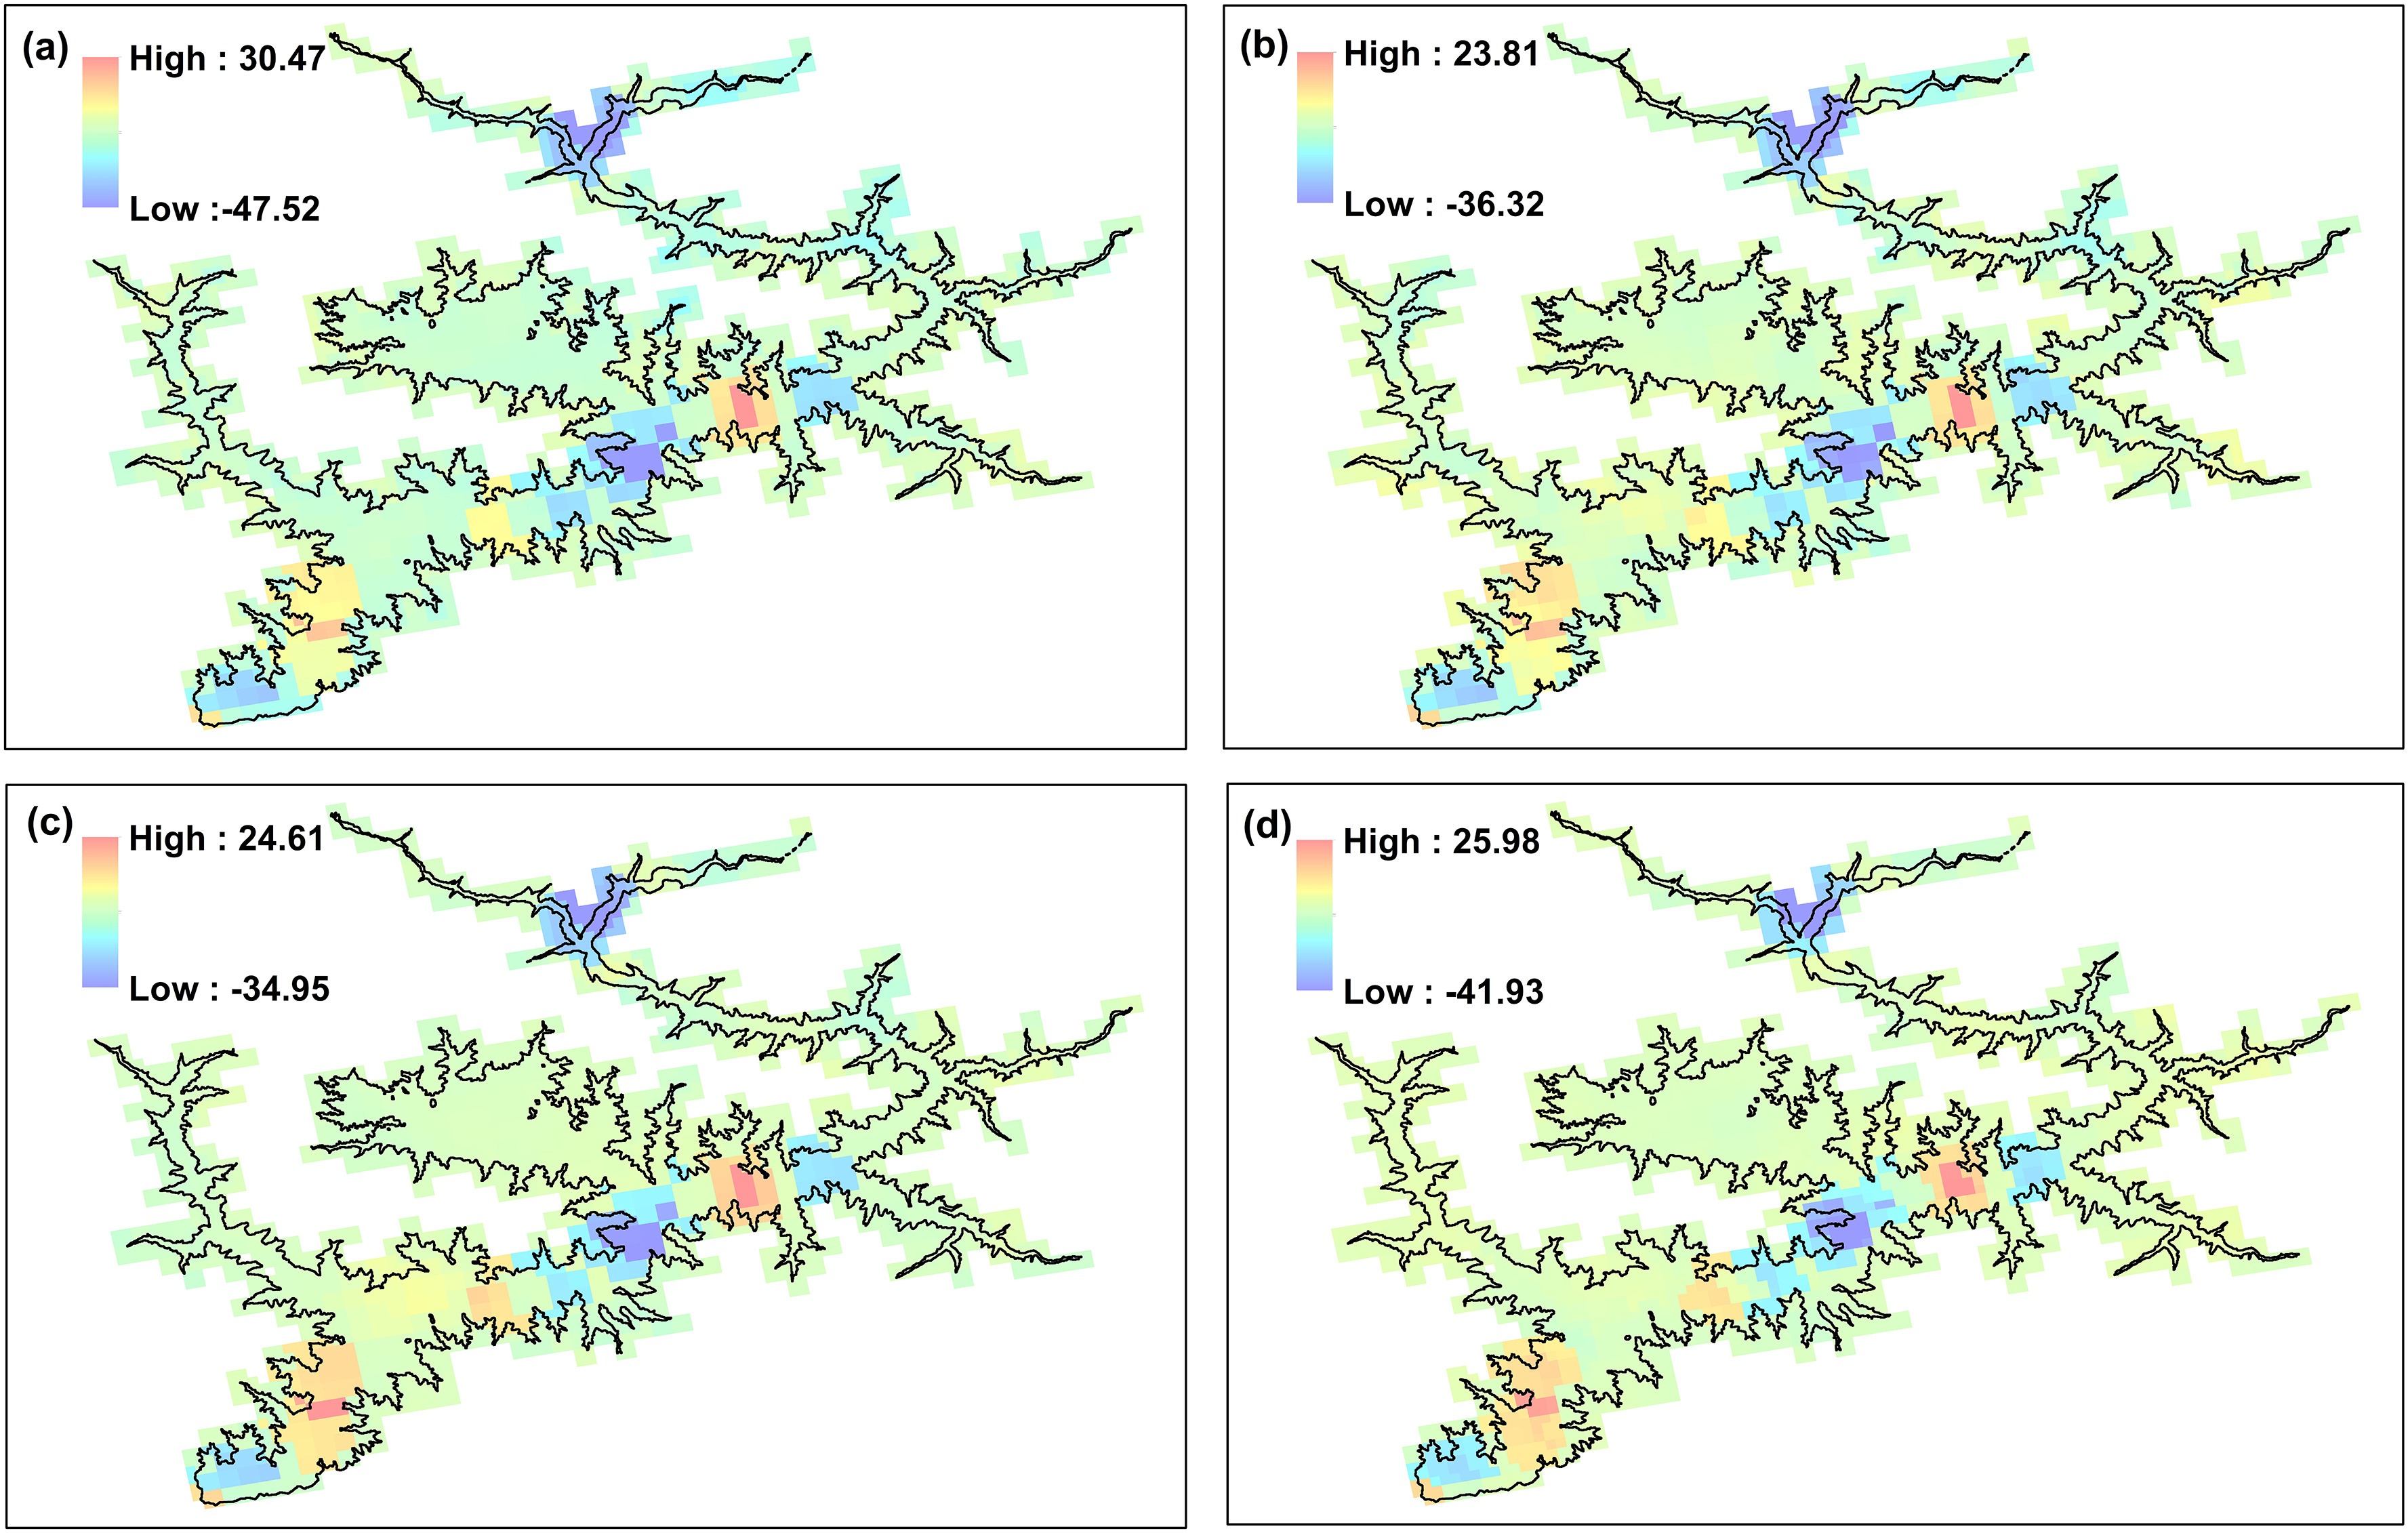 (a)
High : 30.47
Low :-47.52
(b)
High : 23.81
Low : -36.32
(c)
High : 24.61
Low : -34.95
(d)
High : 25.98
Low : -41.93